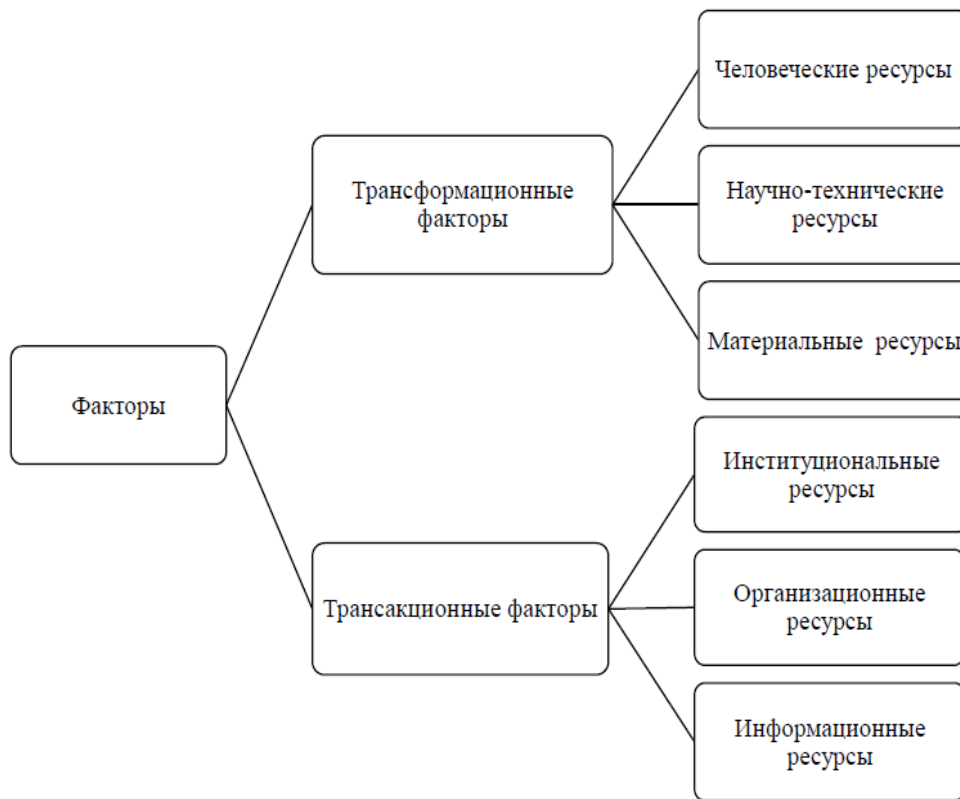 Человеческие ресурсы
Трансформационные
факторы
Научно-технические
ресурсы
Материальные ресурсы
Факторы
Институциональные
ресурсы
Трансакционные факторы
Организационные
ресурсы
Информационные
ресурсы